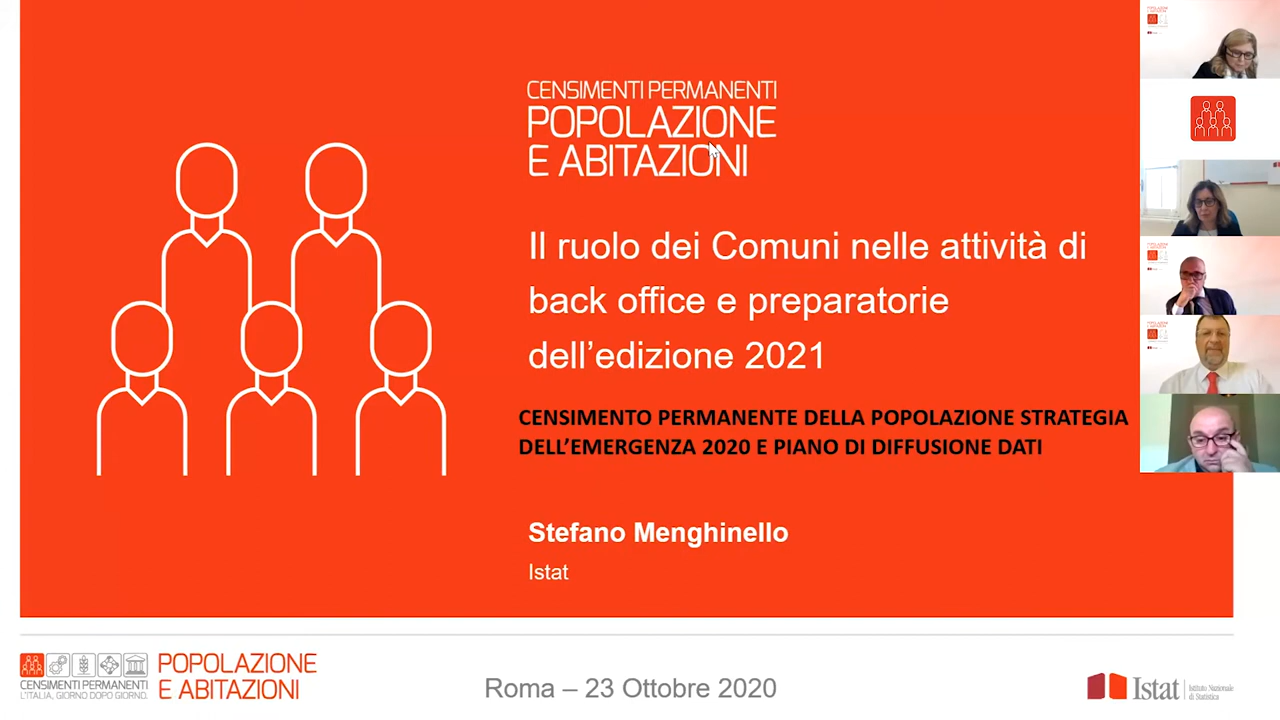 CENSIMENTI PERMANENTI
POPOLAZIONE
E ABITAZIONI
Il ruolo dei Comuni nelle attività di
back office e preparatorie
dell’edizione 2021
CENSIMENTO PERMANENTE DELLA POPOLAZIONE STRATEGIA
DELL’EMERGENZA 2020 E PIANO DI DIFFUSIONE DATI
Stefano Menghinello
Istat
CENSIMENTI PERMANENTI
L'ITALIA, GIORNO DOPO GIORNO.
POPOLAZIONE
E ABITAZIONI
Roma – 23 Ottobre 2020
Istat
Istituto Nazionale
di Statistica